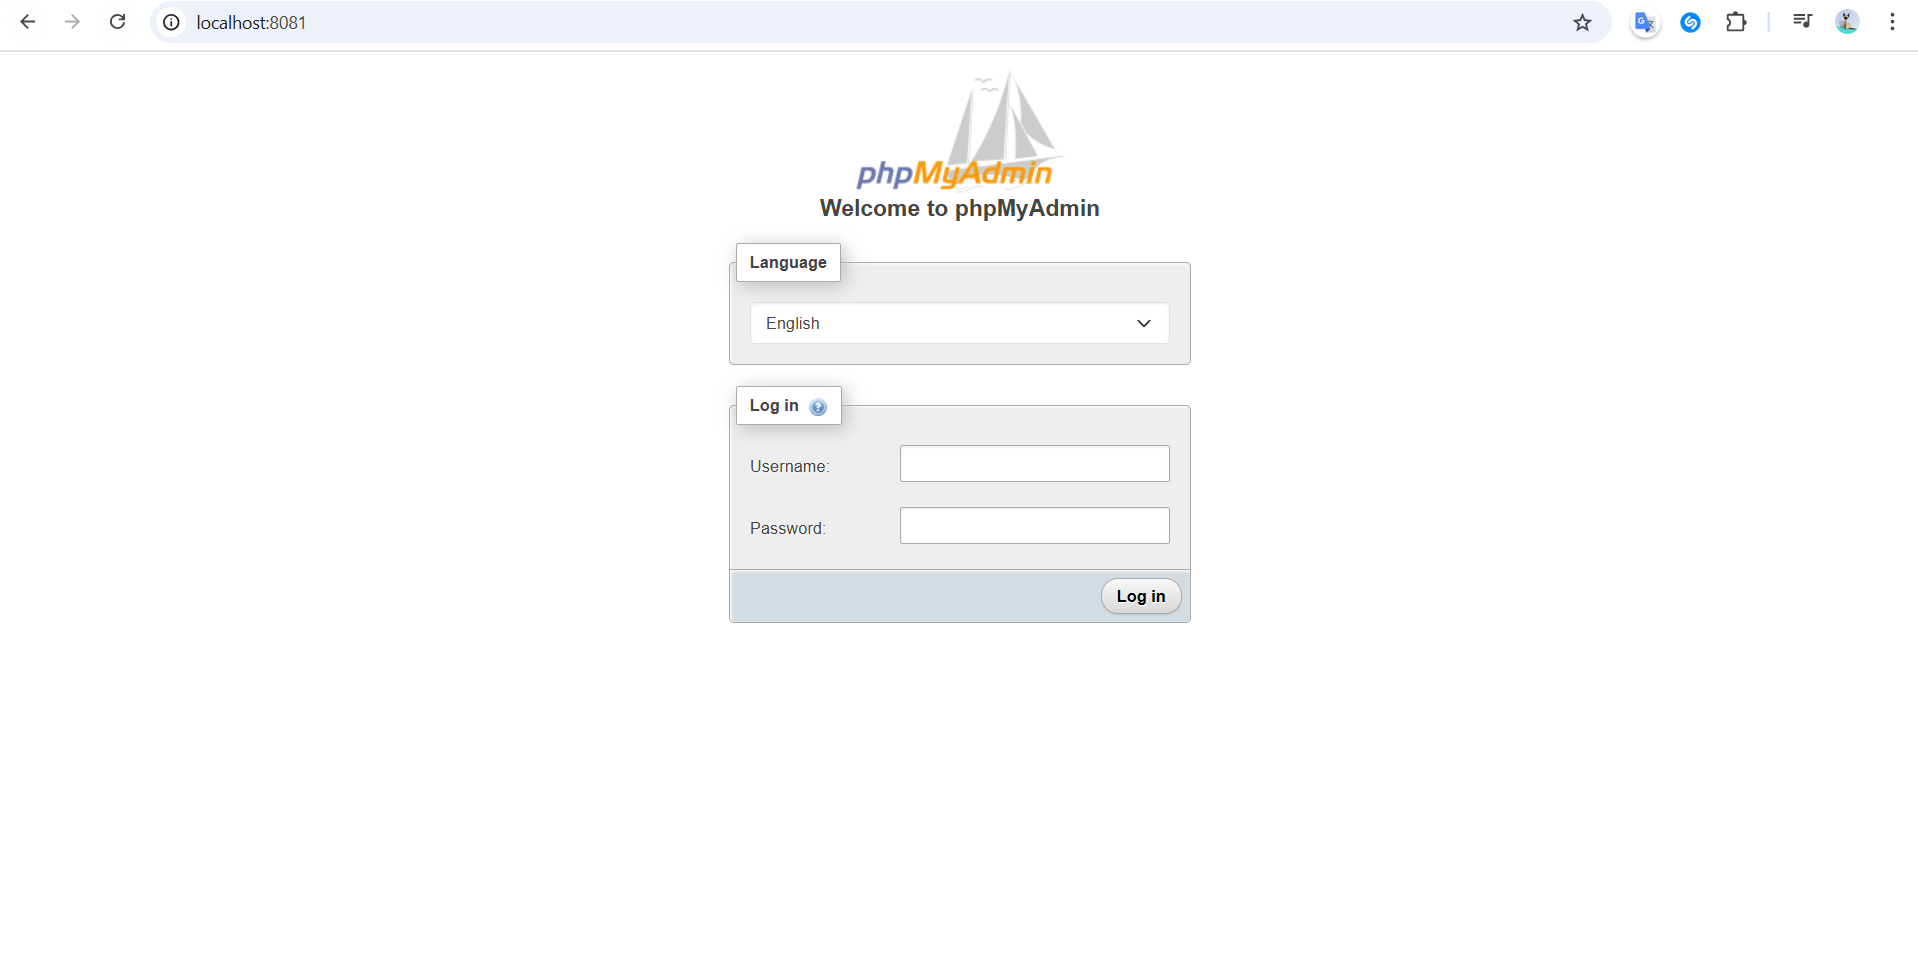 localhost:8081
phpMyAdmin
Welcome to phpMyAdmin
Language
English
Log in
Username:
Password:
Log in